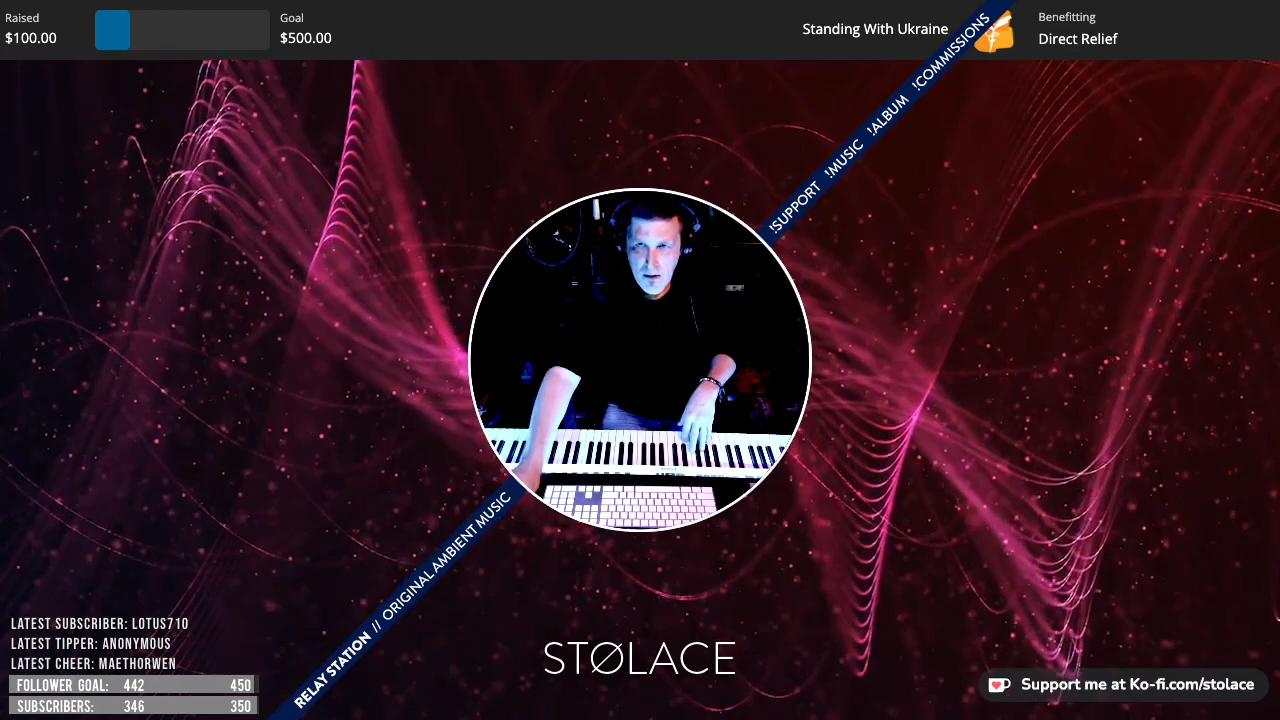 Raised
$100.00
Goal
$500.00
Standing With Ukraine
Benefitting
Direct Relief
!SUPPORT !MUSIC !ALBUM !COMMISSIONS
RELAY STATION // ORIGINAL AMBIENT MUSIC
STØLACE
LATEST SUBSCRIBER: LOTUS710
LATEST TIPPER: ANONYMOUS
LATEST CHEER: MAETHORWEN
FOLLOWER GOAL: 442 450
SUBSCRIBERS: 346 350
Support me at Ko-fi.com/stolace